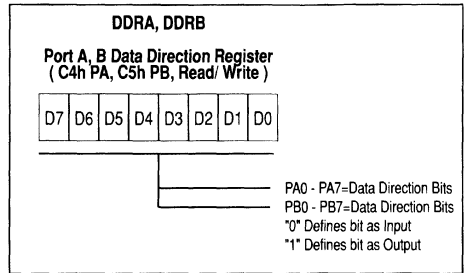 DDRA, DDRB
Port A, B Data Direction Register
( C4h PA, C5h PB, Read/ Write )
D7 D6 D5 D4 D3 D2 D1 D0
PA0 - PA7=Data Direction Bits
PB0 - PB7=Data Direction Bits
"0" Defines bit as Input
"1" Defines bit as Output